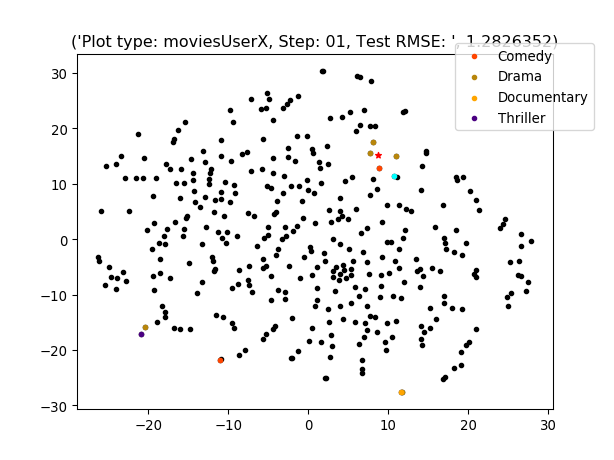 ('Plot type: moviesUserX, Step: 01, Test RMSE: ', 1.2826352)
Comedy
Drama
Documentary
Thriller
30
20
10
0
−10
−20
−30
−20
−10
0
10
20
30